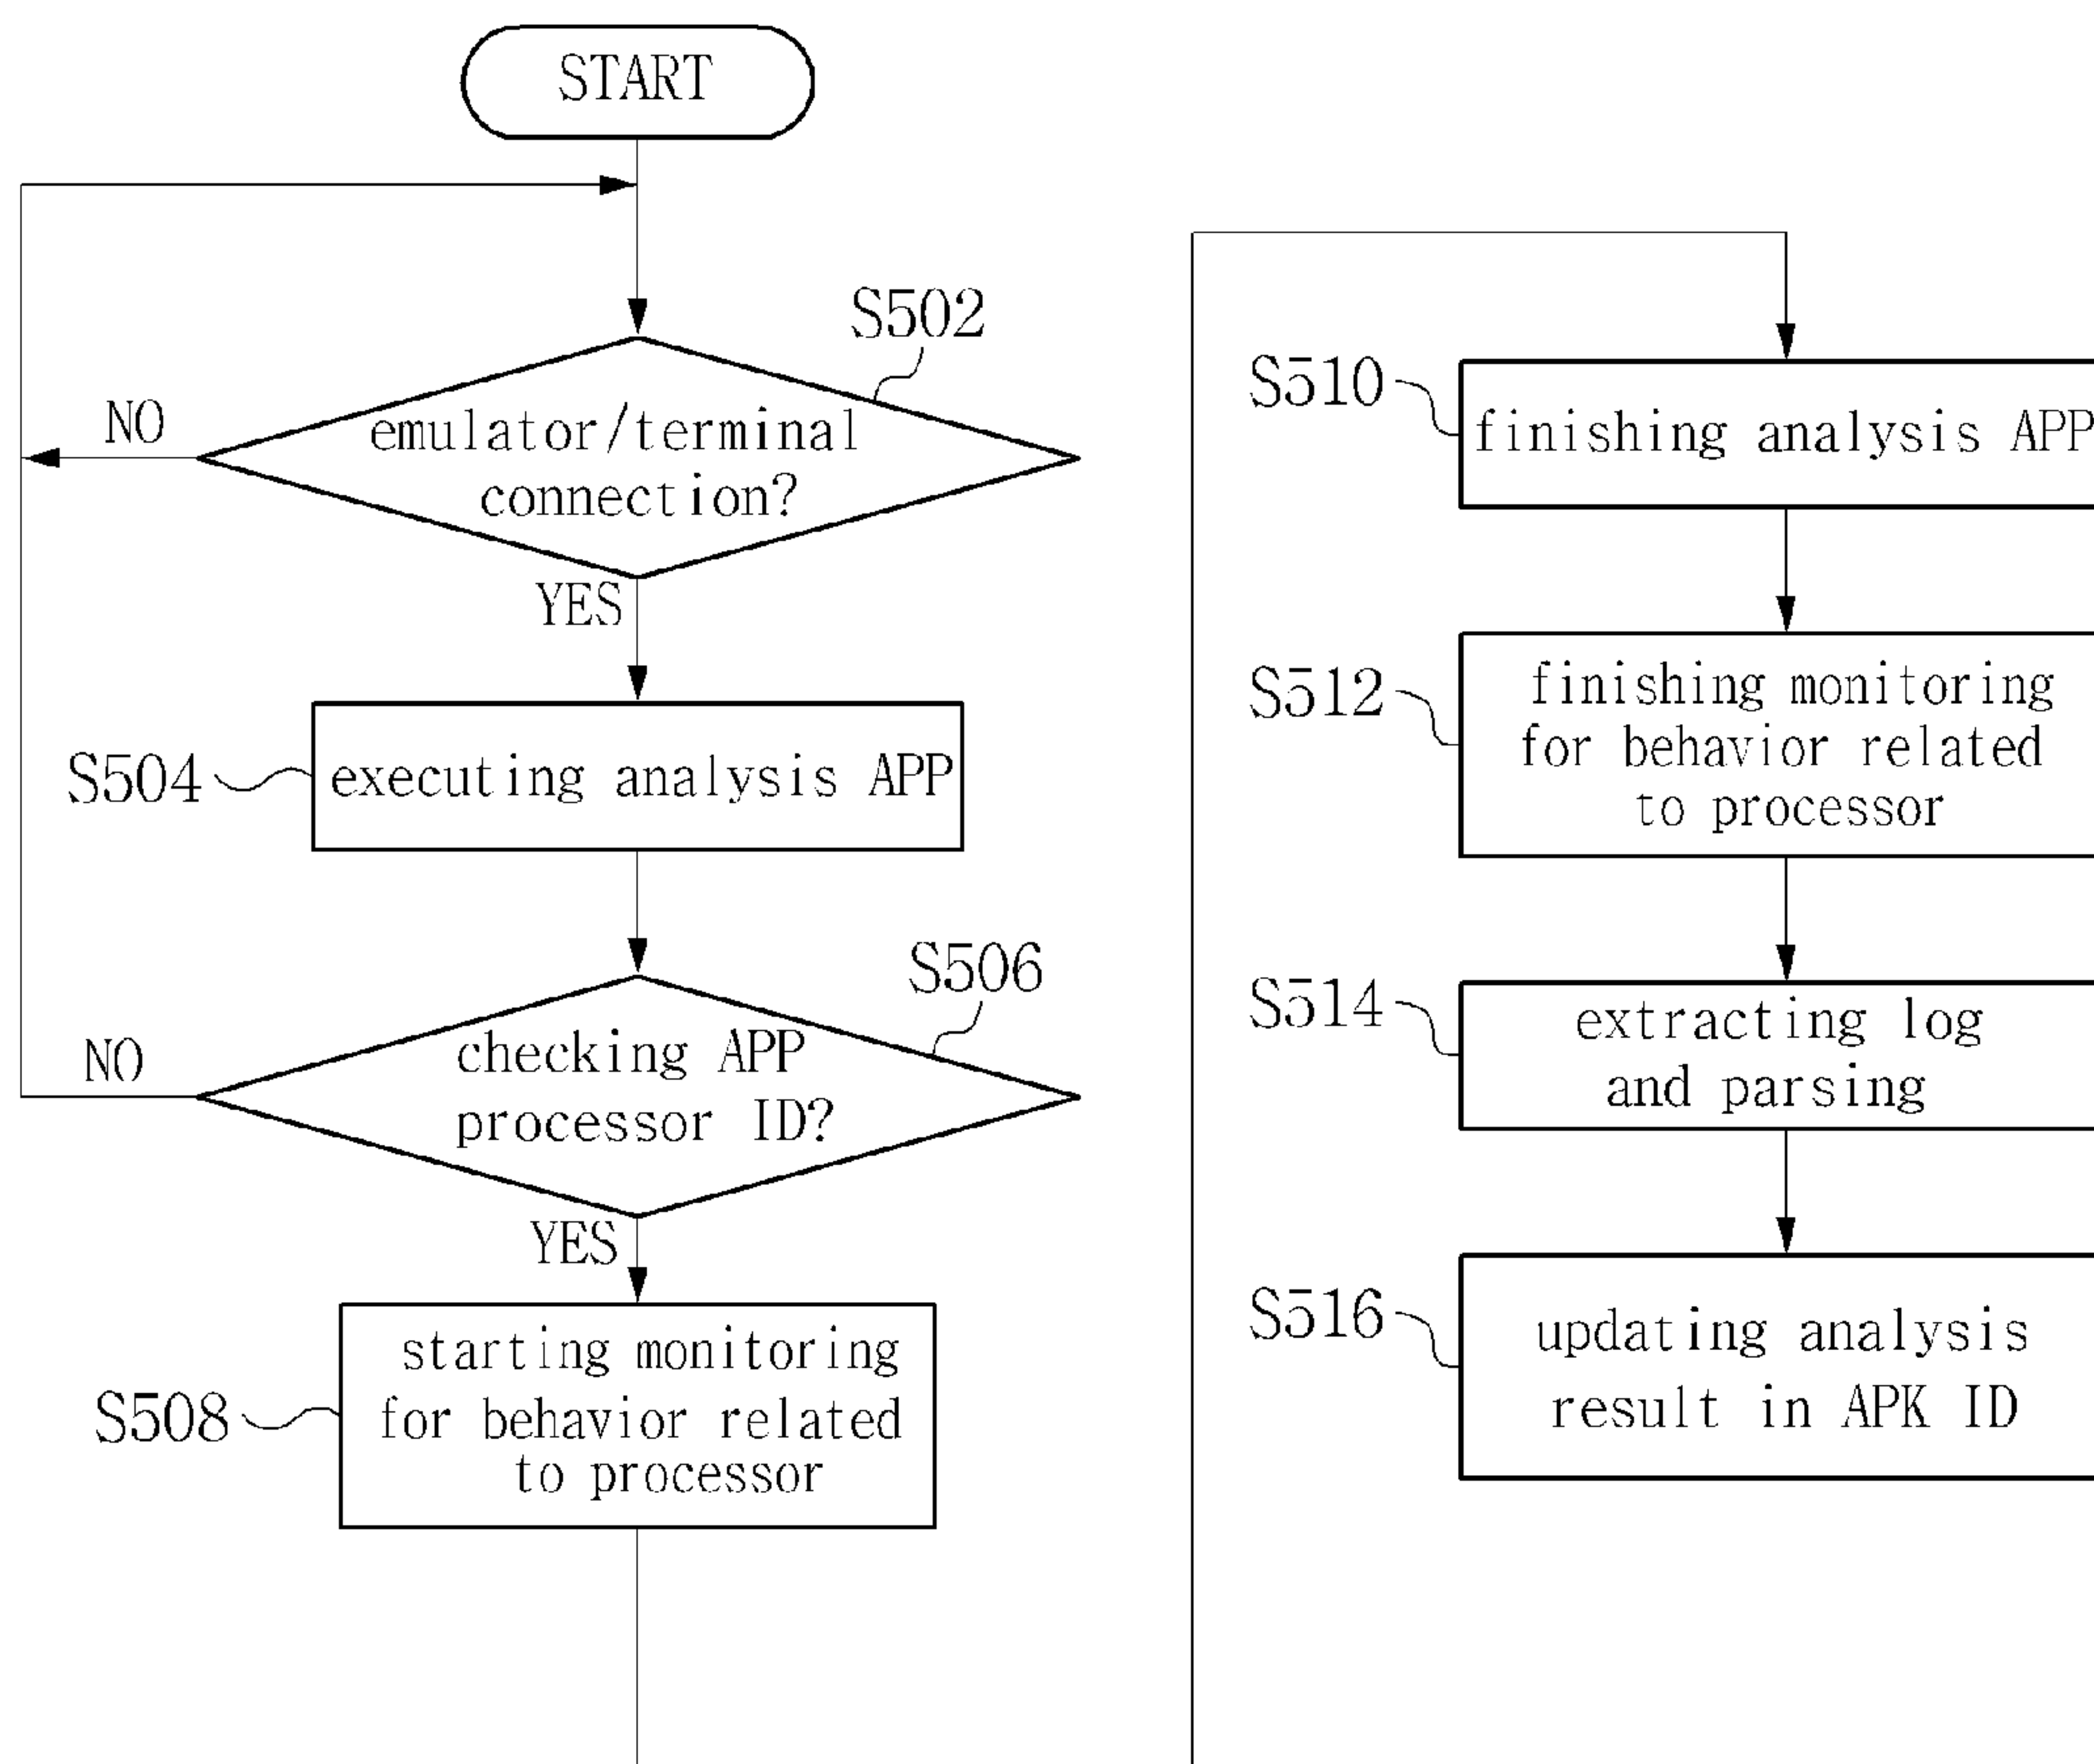 START
S502
NO
emulator/terminal
connection?
YES
S504
executing analysis APP
S506
NO
checking APP
processor ID?
YES
S508
starting monitoring
for behavior related
to processor
S510
finishing analysis APP
S512
finishing monitoring
for behavior related
to processor
S514
extracting log
and parsing
S516
updating analysis
result in APK ID